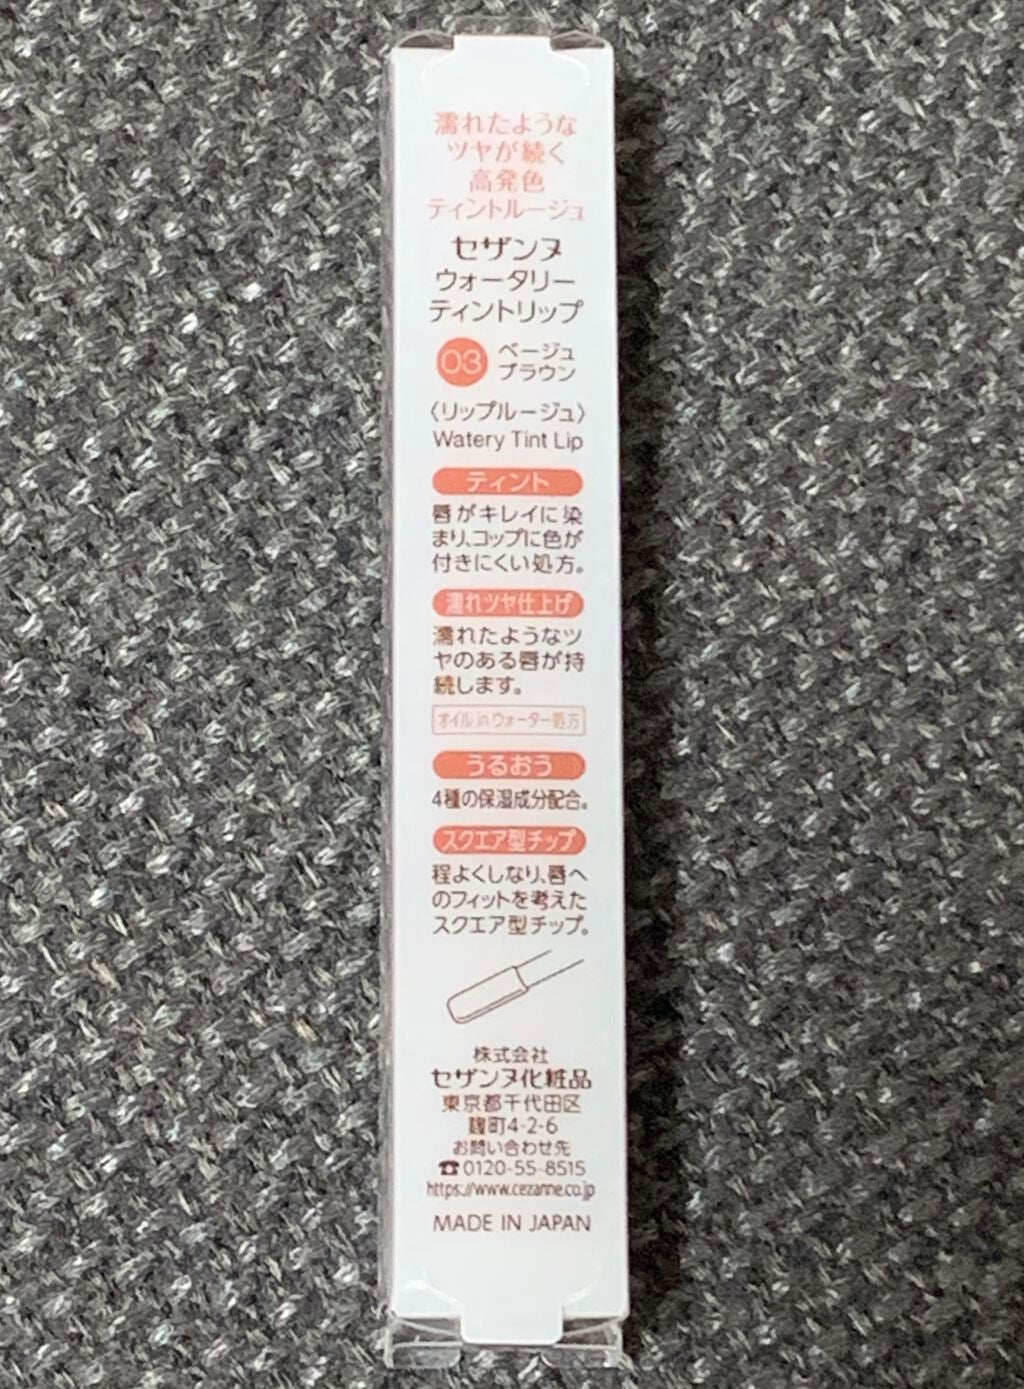 濡れたような
ツヤが続く
高発色
ティントルージュ
セザンヌ
ウォータリー
ティントリップ
03 ベージュ
ブラウン
〈リップルージュ〉
Watery Tint Lip
ティント
唇がキレイに染
まり、コップに色が
付きにくい処方。
濡れツヤ仕上げ
濡れたようなツ
ヤのある唇が持
続します。
オイルinウォーター処方
うるおう
4種の保湿成分配合。
スクエア型チップ
程よくしなり、唇へ
のフィットを考えた
スクエア型チップ。
株式会社
セザンヌ化粧品
東京都千代田区
麹町4-2-6
お問い合わせ先
☎0120-55-8515
https://www.cezanne.co.jp
MADE IN JAPAN